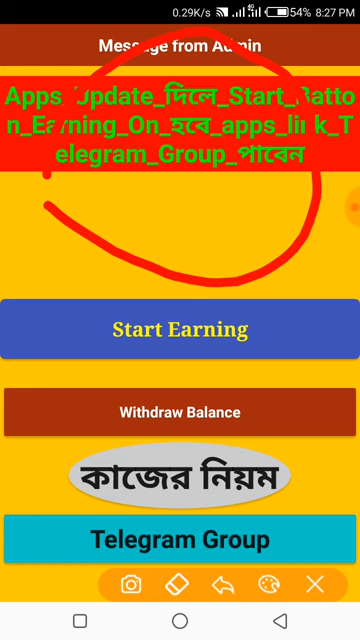 0.29K/s 4G 54% 8:27 PM
Message from Admin
Apps_Update_দিলে_Start_Batto
n_Earning_On_হবে_apps_link_T
elegram_Group_পাবেন
Start Earning
Withdraw Balance
কাজের নিয়ম
Telegram Group